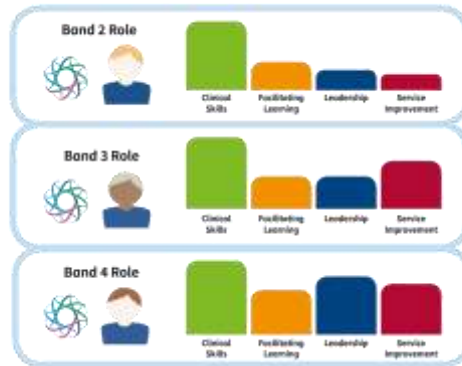 Band 2 Role
Clinical Facilitating Leadership Service
Skills Learning Improvement
Band 3 Role
Clinical Facilitating Leadership Service
Skills Learning Improvement
Band 4 Role
Clinical Facilitating Leadership Service
Skills Learning Improvement